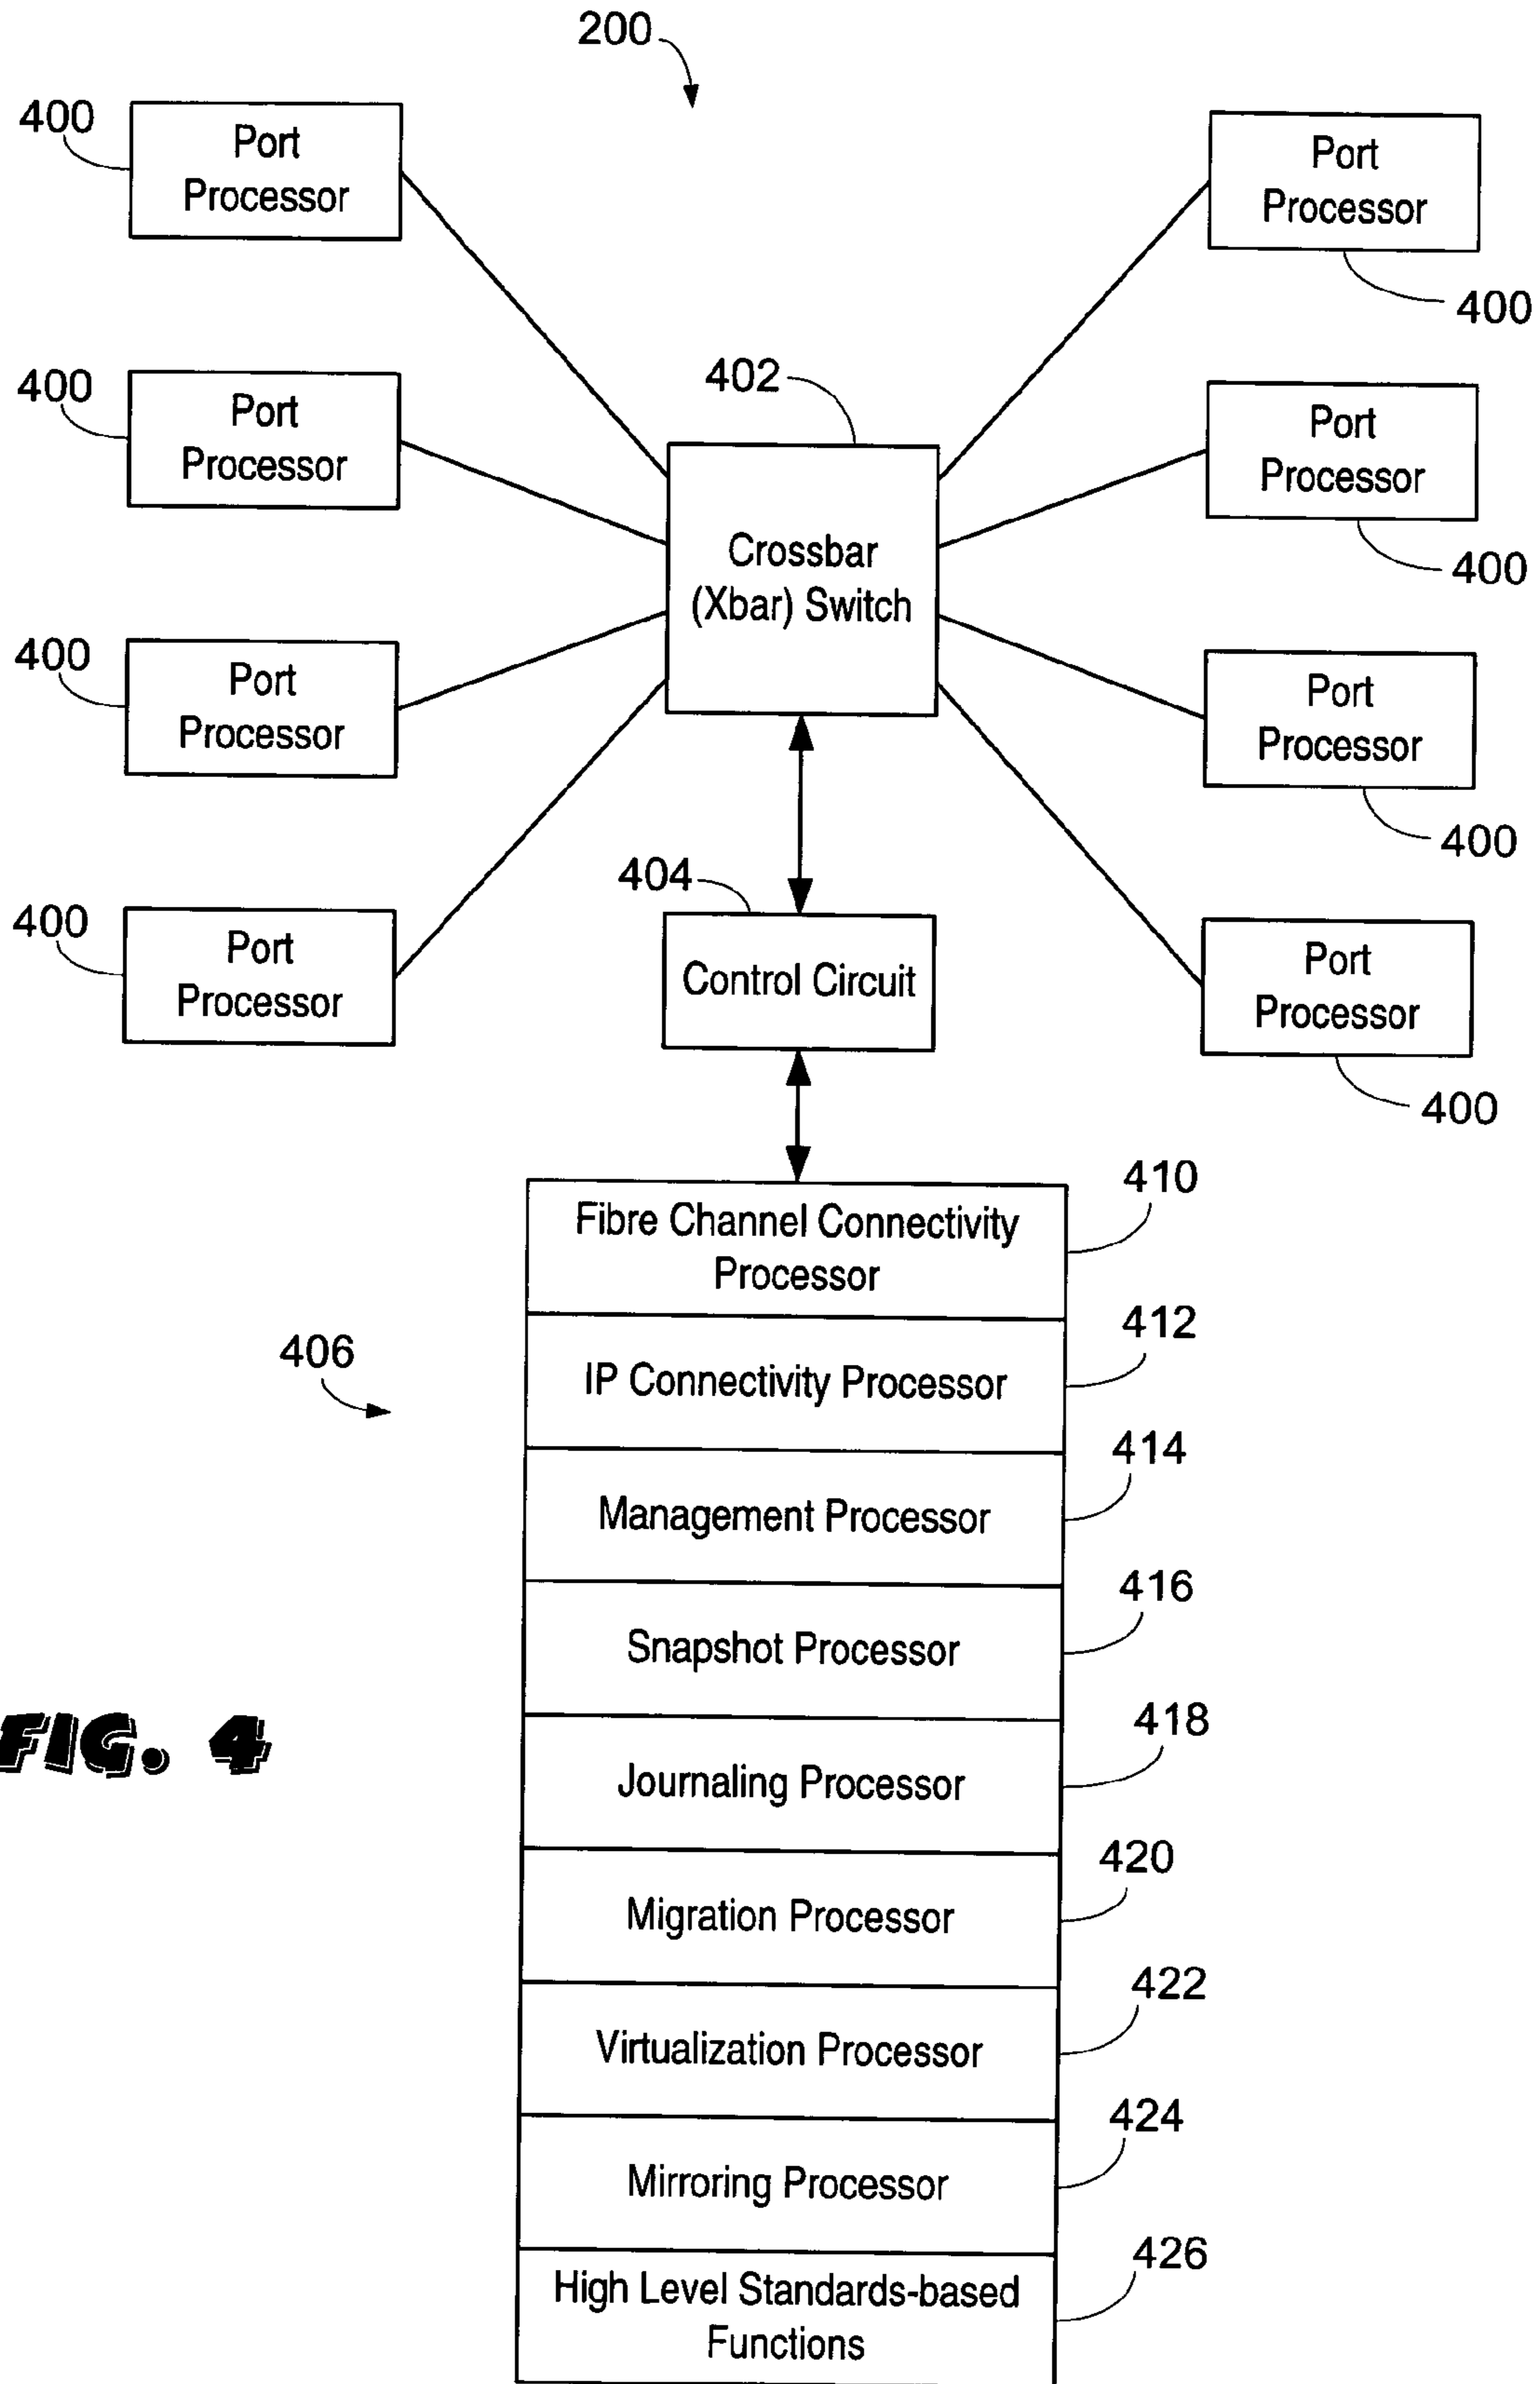 200
400
Port
Processor
Port
Processor
400
400
Port
Processor
402
Port
Processor
400
Crossbar
(Xbar) Switch
400
Port
Processor
Port
Processor
400
404
Control Circuit
400
Port
Processor
Port
Processor
400
410
Fibre Channel Connectivity
Processor
412
406
IP Connectivity Processor
414
Management Processor
416
Snapshot Processor
418
FIG. 4
Journaling Processor
420
Migration Processor
422
Virtualization Processor
424
Mirroring Processor
426
High Level Standards-based
Functions